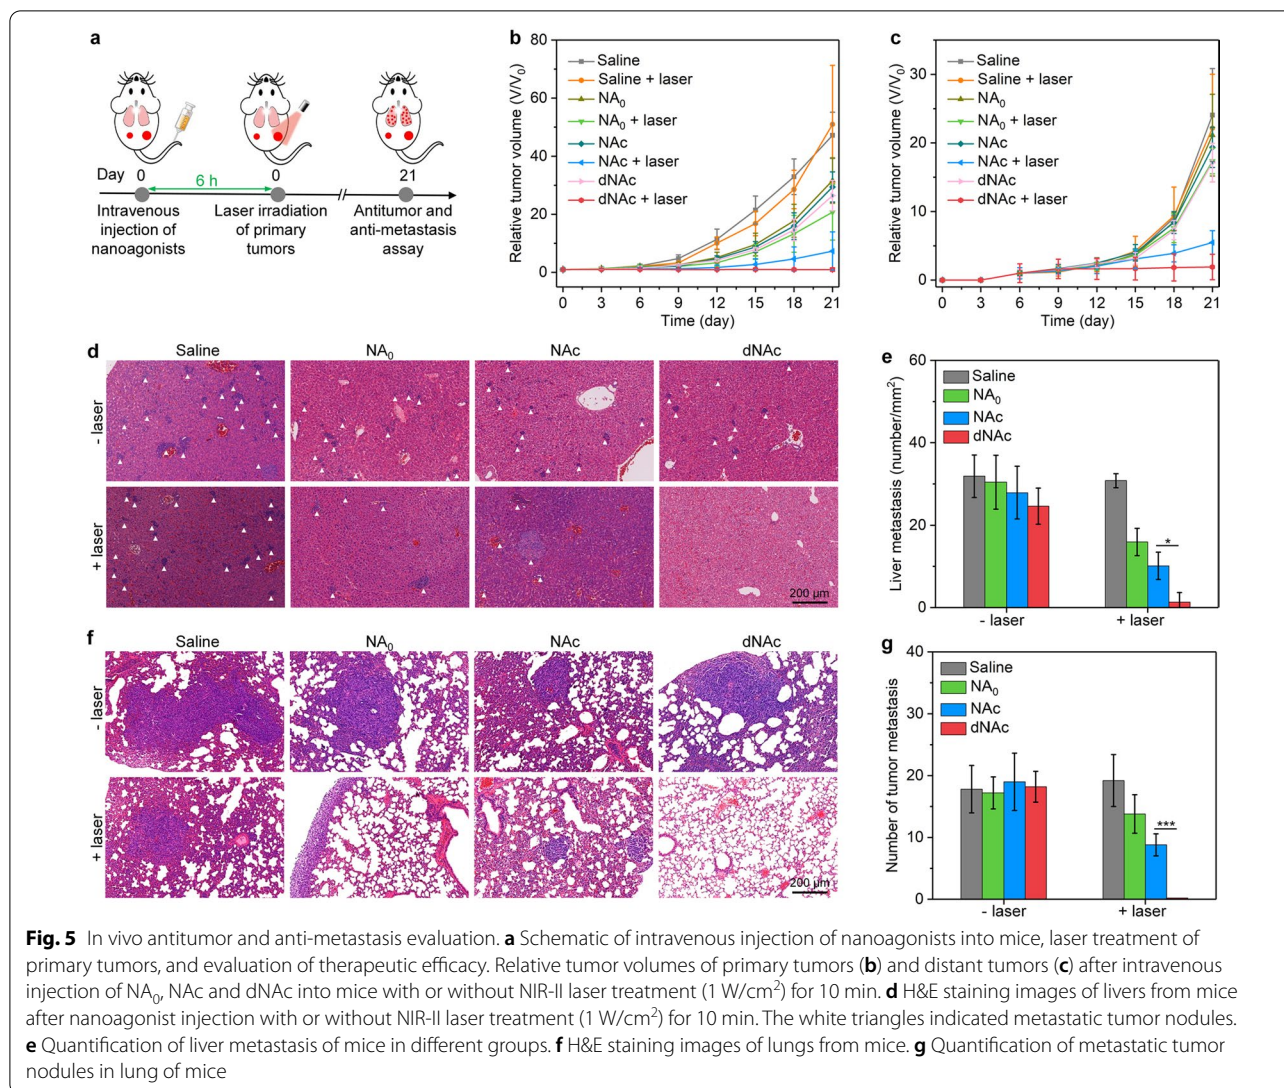 a
Day 0 0 21
6 h
Intravenous
injection of
nanoagonists
Laser irradiation
of primary
tumors
Antitumor and
anti-metastasis
assay
b
Relative tumor volume (V/V₀)
80
60
40
20
0
Saline
Saline + laser
NA₀
NA₀ + laser
NAc
NAc + laser
dNAc
dNAc + laser
0 3 6 9 12 15 18 21
Time (day)
c
Relative tumor volume (V/V₀)
30
20
10
0
Saline
Saline + laser
NA₀
NA₀ + laser
NAc
NAc + laser
dNAc
dNAc + laser
0 3 6 9 12 15 18 21
Time (day)
d
Saline NA₀ NAc dNAc
- laser
+ laser
200 µm
e
Liver metastasis (number/mm²)
60
40
20
0
Saline
NA₀
NAc
dNAc
*
- laser + laser
f
Saline NA₀ NAc dNAc
- laser
+ laser
200 µm
g
Number of tumor metastasis
40
30
20
10
0
Saline
NA₀
NAc
dNAc
***
- laser + laser
Fig. 5 In vivo antitumor and anti-metastasis evaluation. a Schematic of intravenous injection of nanoagonists into mice, laser treatment of
primary tumors, and evaluation of therapeutic efficacy. Relative tumor volumes of primary tumors (b) and distant tumors (c) after intravenous
injection of NA₀, NAc and dNAc into mice with or without NIR-II laser treatment (1 W/cm²) for 10 min. d H&E staining images of livers from mice
after nanoagonist injection with or without NIR-II laser treatment (1 W/cm²) for 10 min. The white triangles indicated metastatic tumor nodules.
e Quantification of liver metastasis of mice in different groups. f H&E staining images of lungs from mice. g Quantification of metastatic tumor
nodules in lung of mice